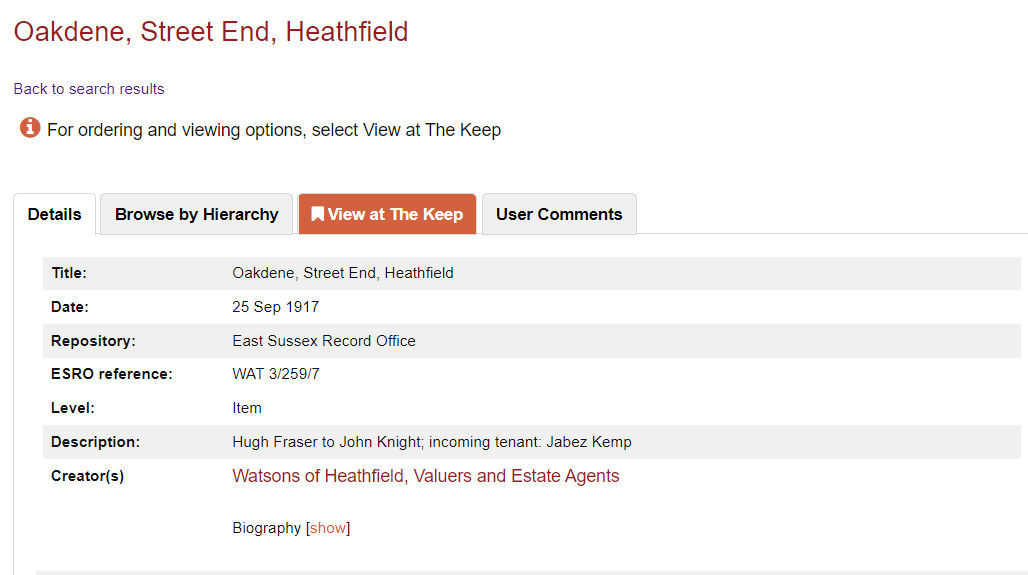 Oakdene, Street End, Heathfield
Back to search results
For ordering and viewing options, select View at The Keep
Details Browse by Hierarchy View at The Keep User Comments
Title: Oakdene, Street End, Heathfield
Date: 25 Sep 1917
Repository: East Sussex Record Office
ESRO reference: WAT 3/259/7
Level: Item
Description: Hugh Fraser to John Knight; incoming tenant: Jabez Kemp
Creator(s) Watsons of Heathfield, Valuers and Estate Agents
Biography [show]